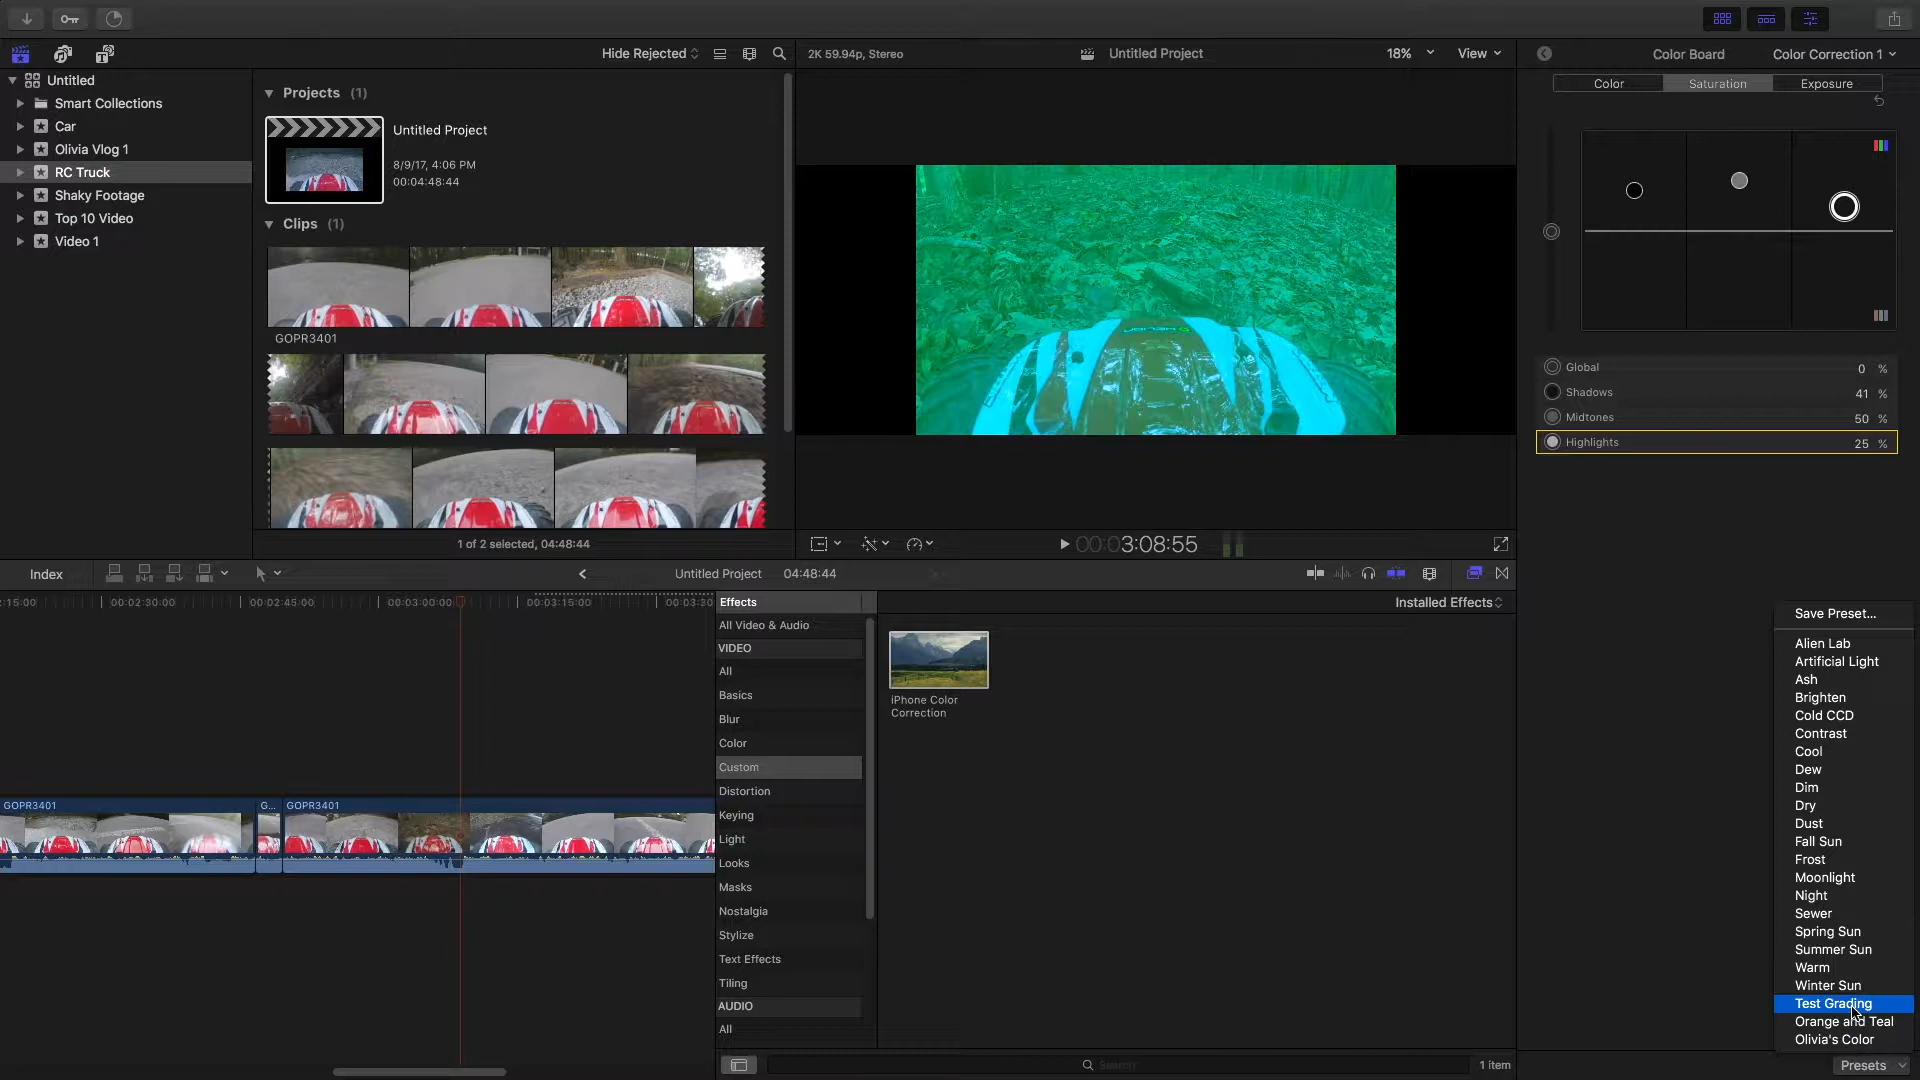 Hide Rejected
2K 59.94p, Stereo
Untitled Project
18%
View
Color Board
Color Correction 1
Untitled
Smart Collections
Car
Olivia Vlog 1
RC Truck
Shaky Footage
Top 10 Video
Video 1
Projects (1)
Untitled Project
8/9/17, 4:06 PM
00:04:48:44
Clips (1)
GOPR3401
1 of 2 selected, 04:48:44
00:03:08:55
Color
Saturation
Exposure
Global 0 %
Shadows 41 %
Midtones 50 %
Highlights 25 %
Index
Untitled Project
04:48:44
:15:00
00:02:30:00
00:02:45:00
00:03:00:00
00:03:15:00
00:03:30
GOPR3401
G...
GOPR3401
Effects
Installed Effects
All Video & Audio
VIDEO
All
Basics
Blur
Color
Custom
Distortion
Keying
Light
Looks
Masks
Nostalgia
Stylize
Text Effects
Tiling
AUDIO
All
iPhone Color
Correction
Search
1 item
Save Preset...
Alien Lab
Artificial Light
Ash
Brighten
Cold CCD
Contrast
Cool
Dew
Dim
Dry
Dust
Fall Sun
Frost
Moonlight
Night
Sewer
Spring Sun
Summer Sun
Warm
Winter Sun
Test Grading
Orange and Teal
Olivia's Color
Presets